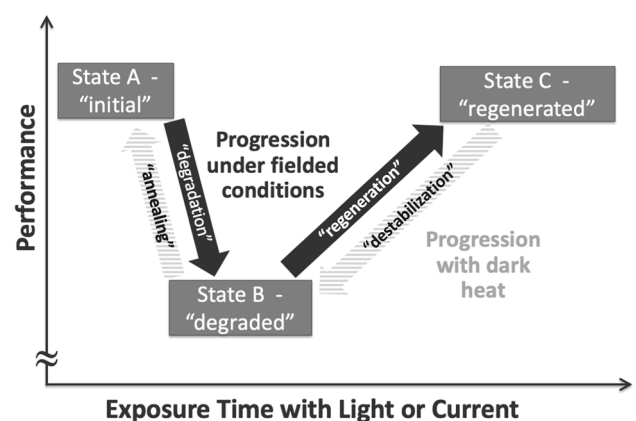 State A -
“initial”
Performance
“annealing”
“degradation”
Progression
under fielded
conditions
State B -
“degraded”
“regeneration”
“destabilization”
State C -
“regenerated”
Progression
with dark
heat
Exposure Time with Light or Current